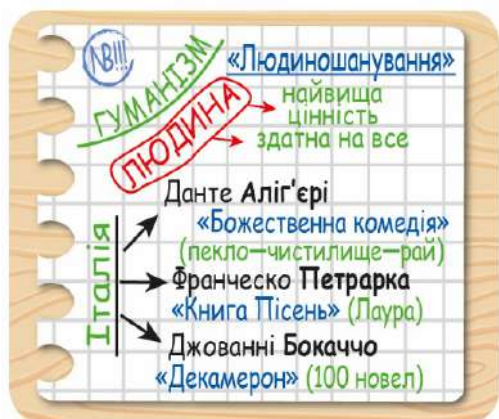 NB!!!
ГУМАНІЗМ
«Людиношанування»
ЛЮДИНА
найвища
цінність
здатна на все
Італія
Данте Аліг'єрі
«Божественна комедія»
(пекло—чистилище—рай)
Франческо Петрарка
«Книга Пісень» (Лаура)
Джованні Бокаччо
«Декамерон» (100 новел)